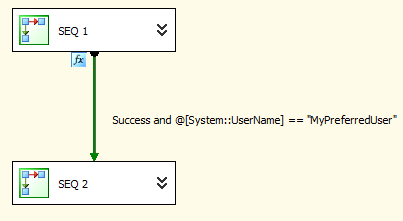 SEQ 1
fx
Success and @[System::UserName] == "MyPreferredUser"
SEQ 2